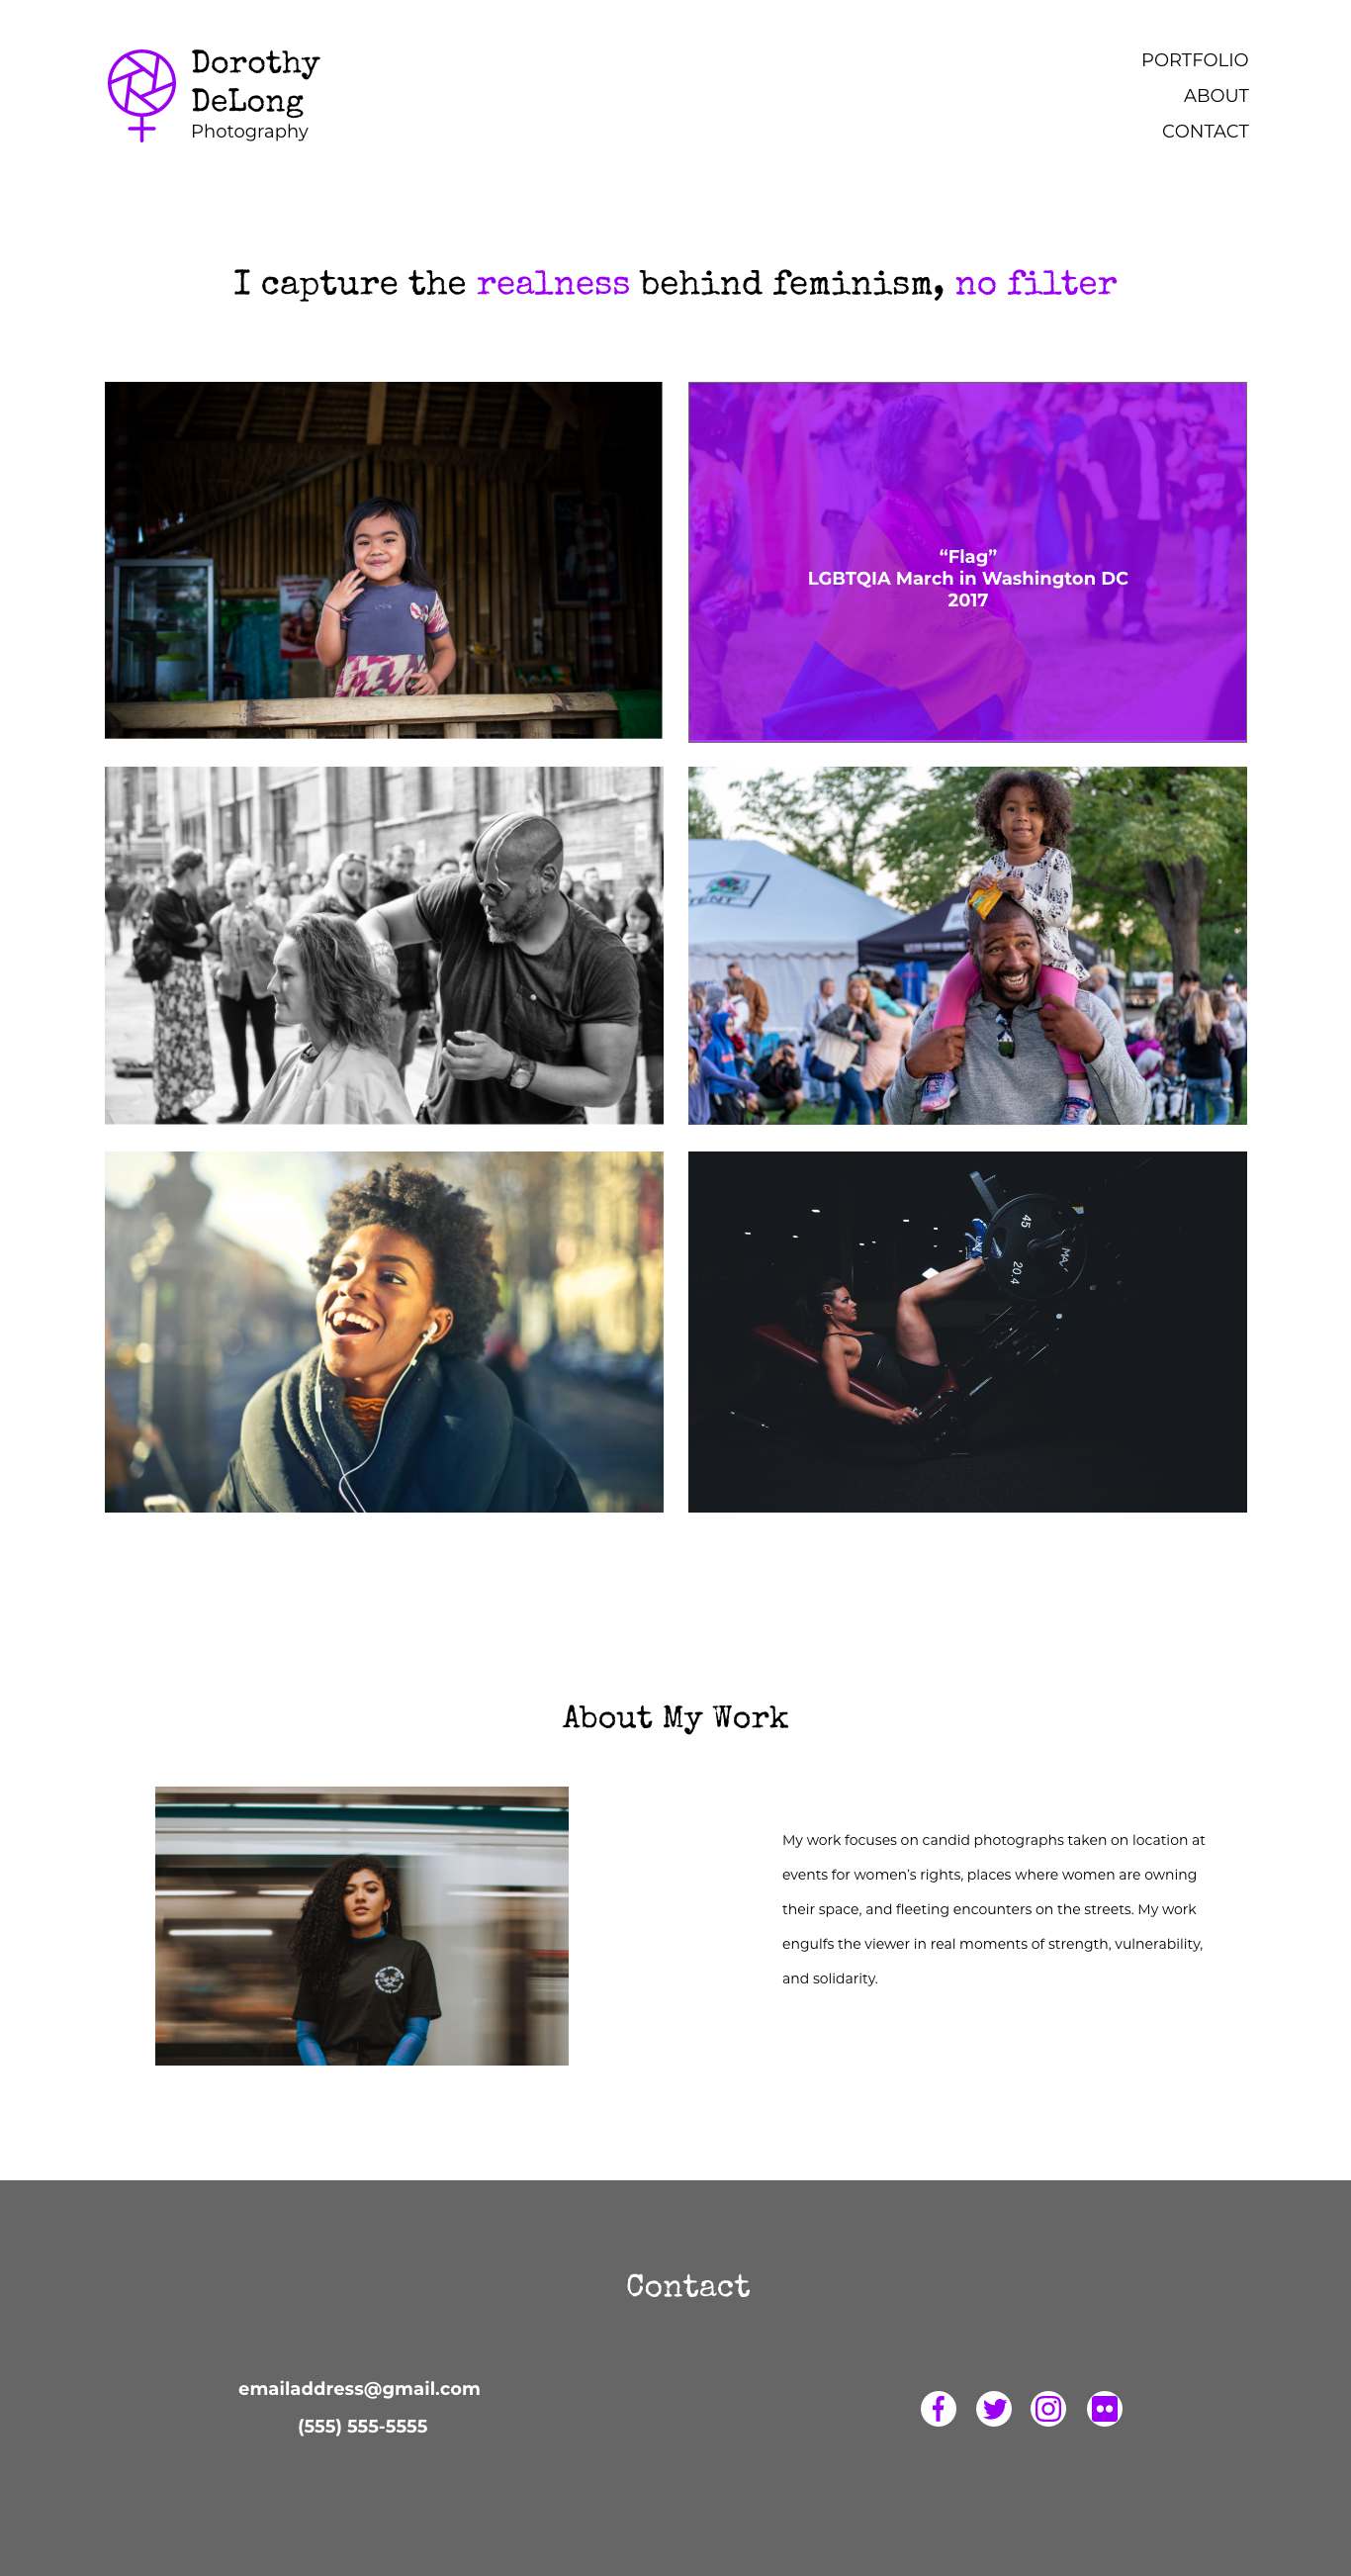 Dorothy
DeLong
Photography
PORTFOLIO
ABOUT
CONTACT
I capture the realness behind feminism, no filter
“Flag”
LGBTQIA March in Washington DC
2017
45
20.4
About My Work
My work focuses on candid photographs taken on location at
events for women’s rights, places where women are owning
their space, and fleeting encounters on the streets. My work
engulfs the viewer in real moments of strength, vulnerability,
and solidarity.
Contact
emailaddress@gmail.com
(555) 555-5555